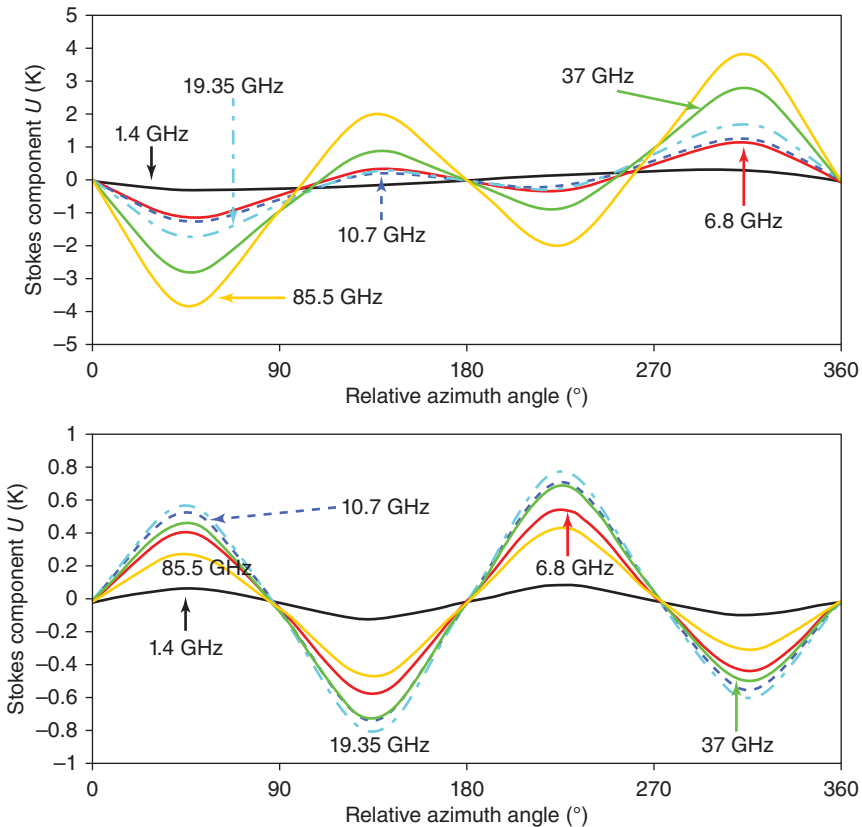 5
4
3
2
1
0
–1
–2
–3
–4
–5
Stokes component U (K)
19.35 GHz
1.4 GHz
37 GHz
10.7 GHz
6.8 GHz
85.5 GHz
0 90 180 270 360
Relative azimuth angle (°)
1
0.8
0.6
0.4
0.2
0
–0.2
–0.4
–0.6
–0.8
–1
Stokes component U (K)
10.7 GHz
85.5 GHz
6.8 GHz
1.4 GHz
19.35 GHz
37 GHz
0 90 180 270 360
Relative azimuth angle (°)